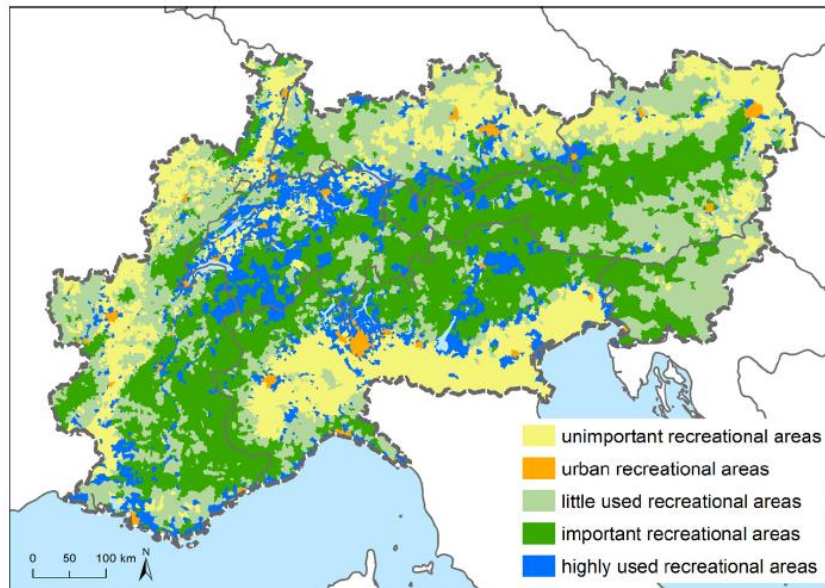 unimportant recreational areas
urban recreational areas
little used recreational areas
important recreational areas
highly used recreational areas
0 50 100 km N